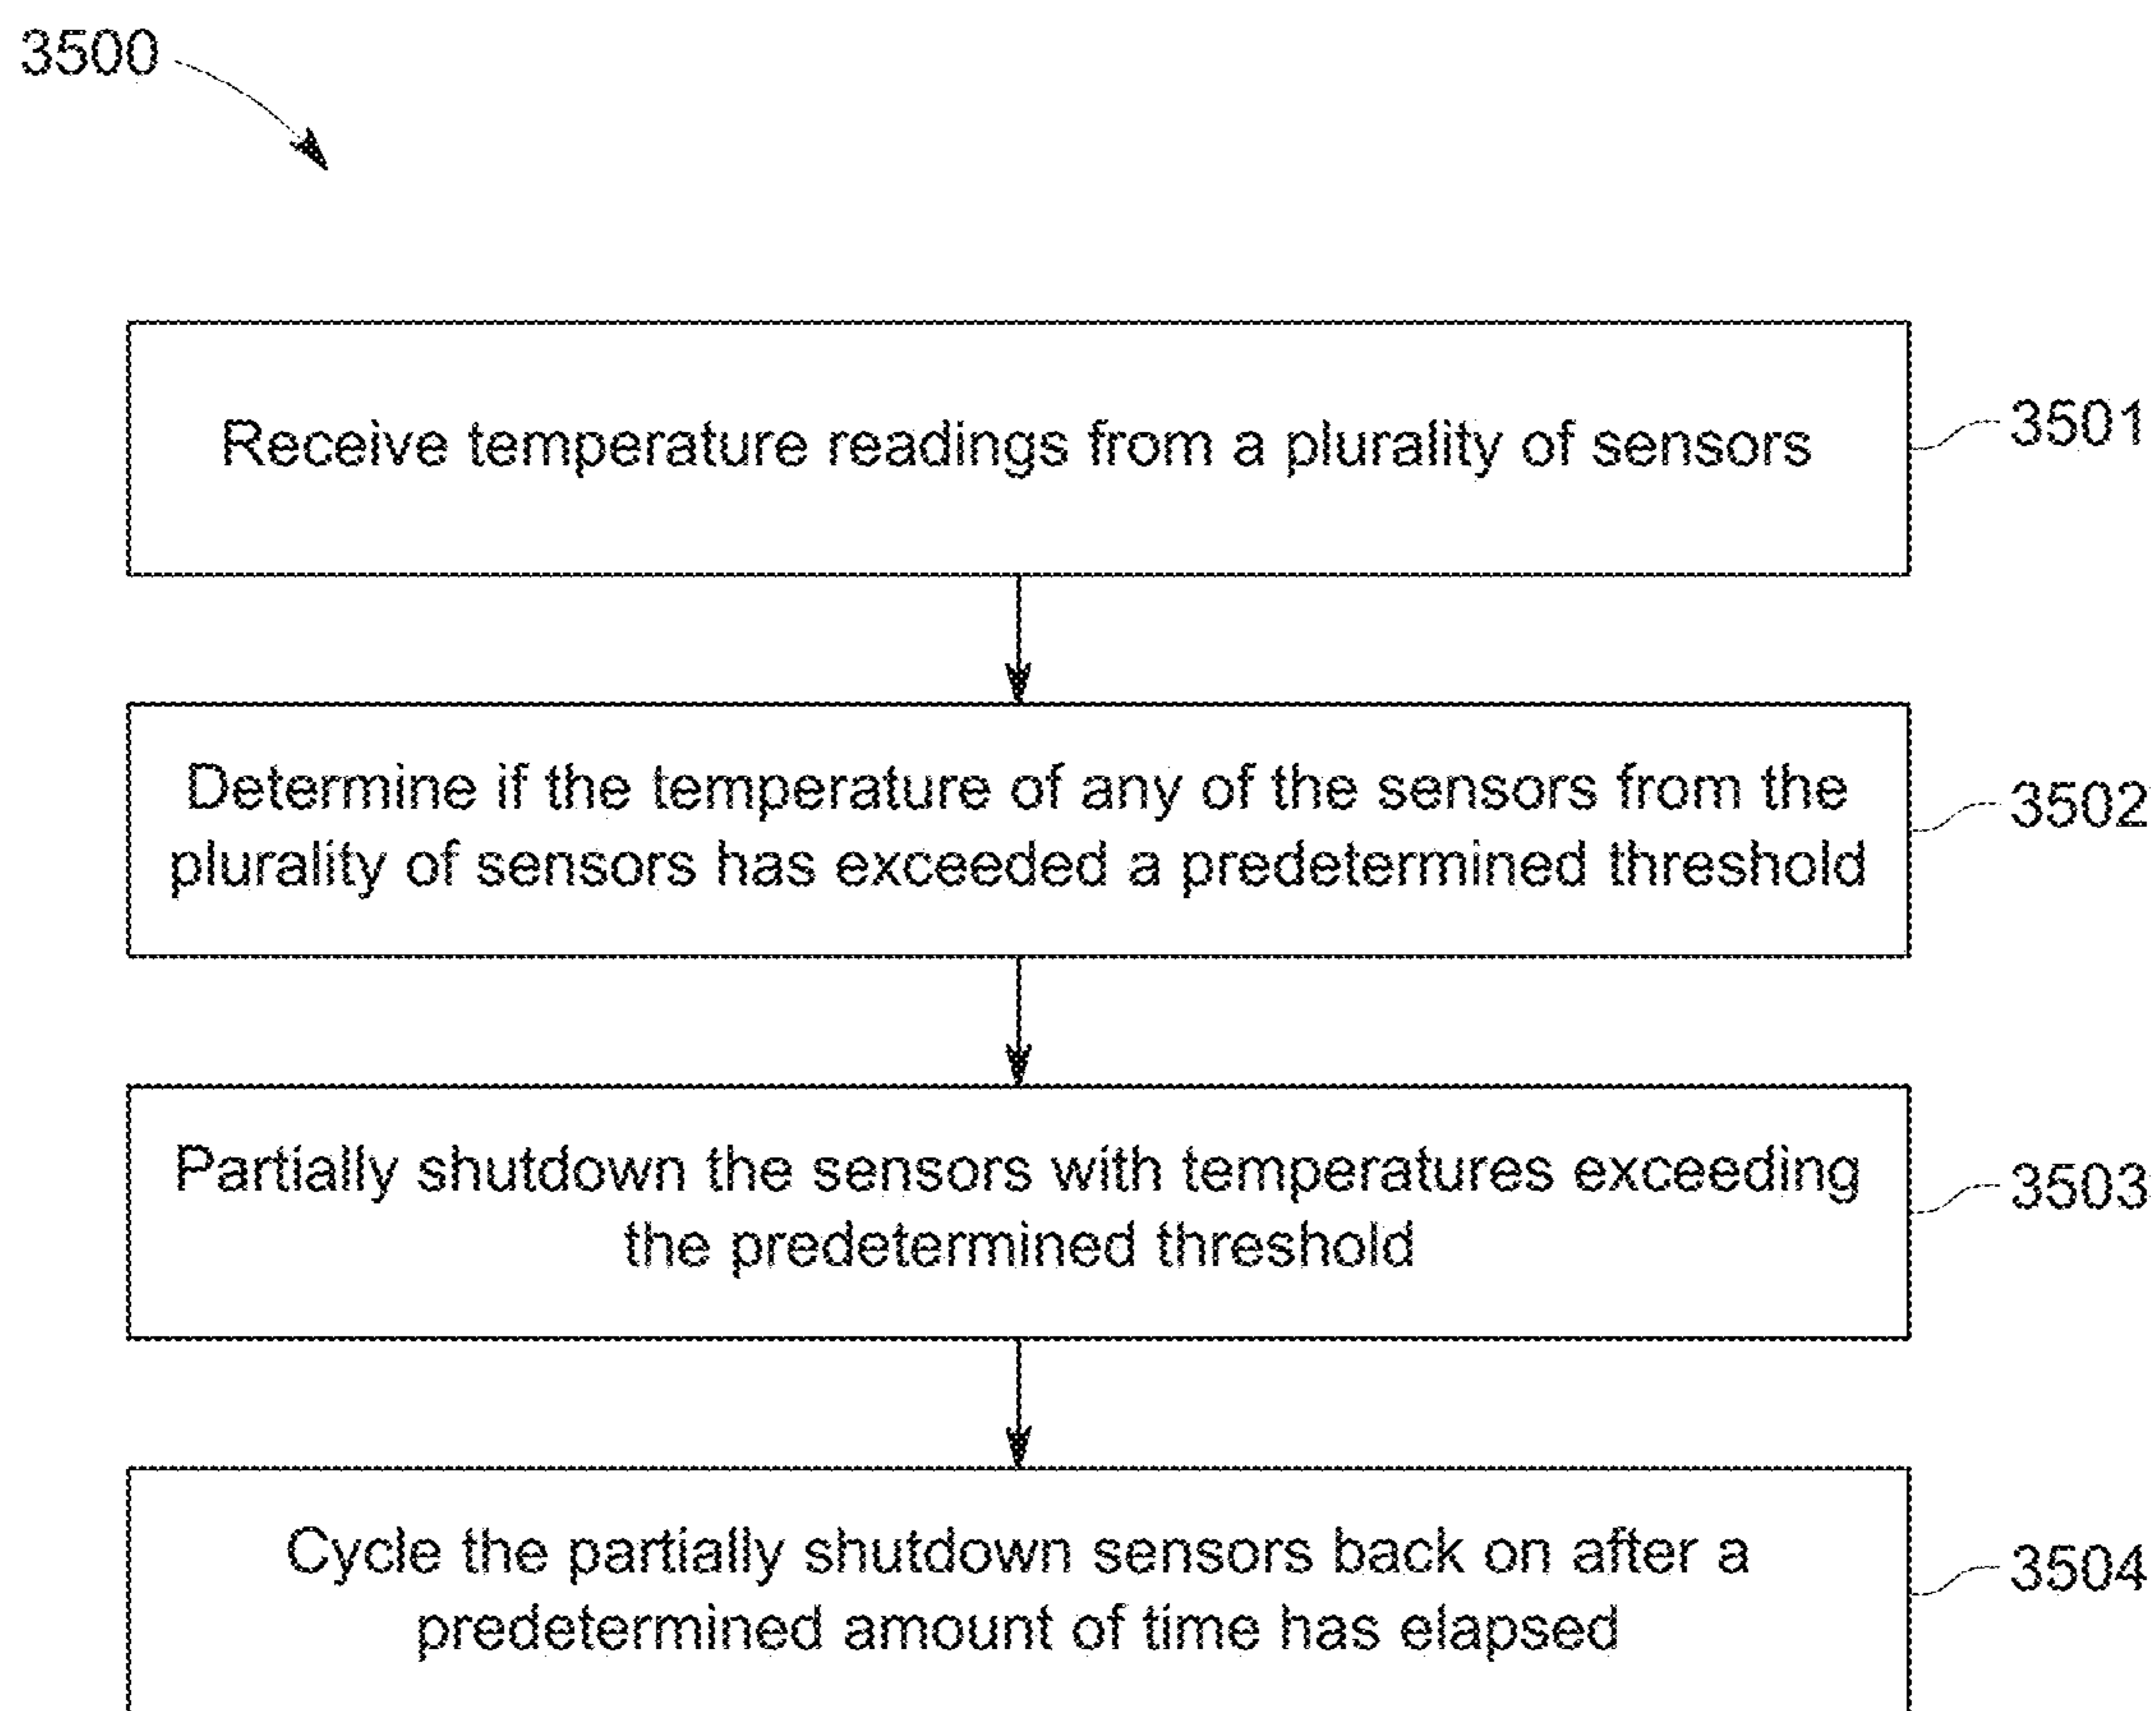 3500
Receive temperature readings from a plurality of sensors
3501
Determine if the temperature of any of the sensors from the
plurality of sensors has exceeded a predetermined threshold
3502
Partially shutdown the sensors with temperatures exceeding
the predetermined threshold
3503
Cycle the partially shutdown sensors back on after a
predetermined amount of time has elapsed
3504